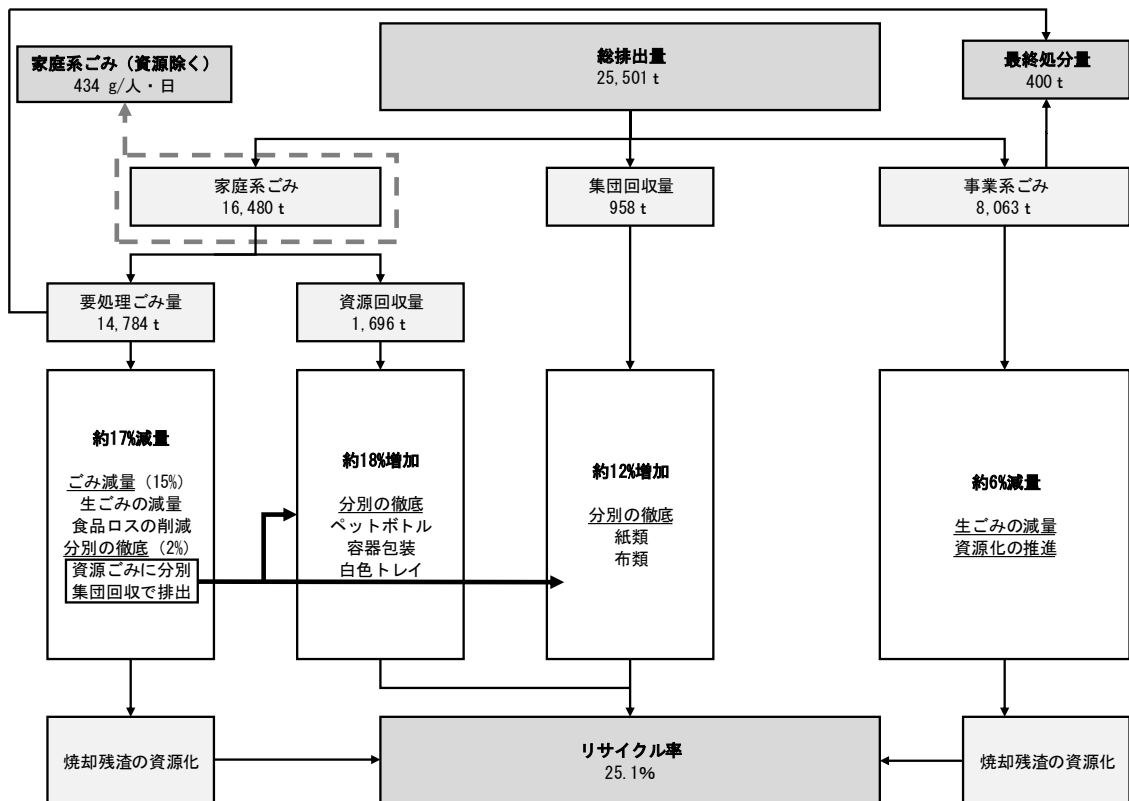 総排出量
25,501 t
家庭系ごみ（資源除く）
434 g/人・日
最終処分量
400 t
家庭系ごみ
16,480 t
集団回収量
958 t
事業系ごみ
8,063 t
要処理ごみ量
14,784 t
資源回収量
1,696 t
約17%減量
ごみ減量（15%）
生ごみの減量
食品ロスの削減
分別の徹底（2%）
資源ごみに分別
集団回収で排出
約18%増加
分別の徹底
ペットボトル
容器包装
白色トレイ
約12%増加
分別の徹底
紙類
布類
約6%減量
生ごみの減量
資源化の推進
焼却残渣の資源化
リサイクル率
25.1%
焼却残渣の資源化